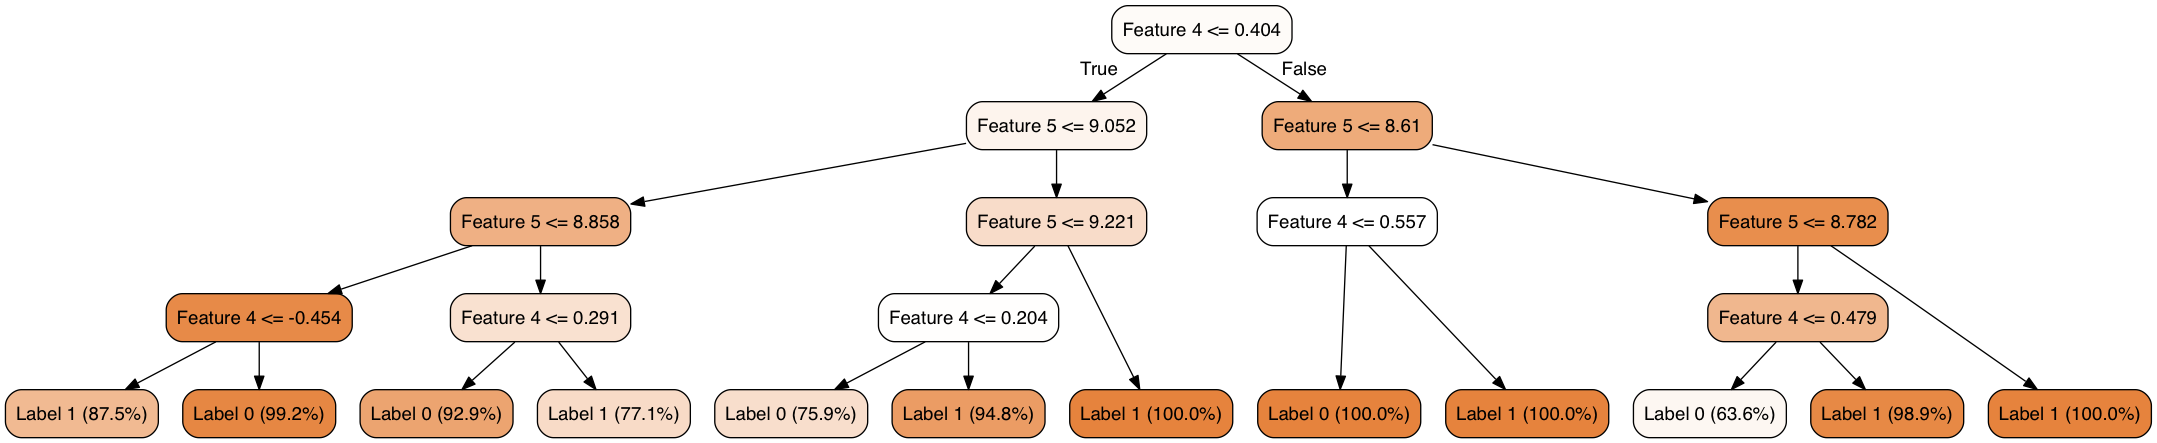 Feature 4 <= 0.404
True
False
Feature 5 <= 9.052
Feature 5 <= 8.61
Feature 5 <= 8.858
Feature 5 <= 9.221
Feature 4 <= 0.557
Feature 5 <= 8.782
Feature 4 <= -0.454
Feature 4 <= 0.291
Feature 4 <= 0.204
Feature 4 <= 0.479
Label 1 (87.5%)
Label 0 (99.2%)
Label 0 (92.9%)
Label 1 (77.1%)
Label 0 (75.9%)
Label 1 (94.8%)
Label 1 (100.0%)
Label 0 (100.0%)
Label 1 (100.0%)
Label 0 (63.6%)
Label 1 (98.9%)
Label 1 (100.0%)